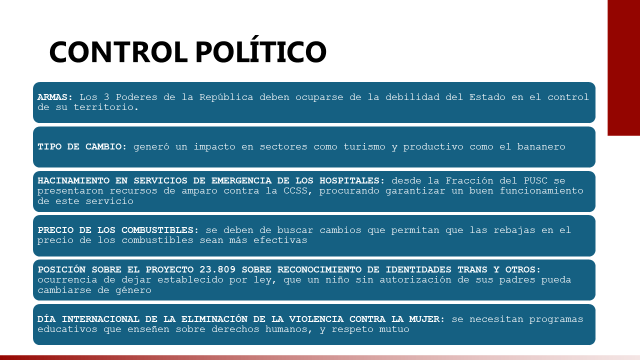 CONTROL POLÍTICO
ARMAS: Los 3 Poderes de la República deben ocuparse de la debilidad del Estado en el control
de su territorio.
TIPO DE CAMBIO: generó un impacto en sectores como turismo y productivo como el bananero
HACINAMIENTO EN SERVICIOS DE EMERGENCIA DE LOS HOSPITALES: desde la Fracción del PUSC se
presentaron recursos de amparo contra la CCSS, procurando garantizar un buen funcionamiento
de este servicio
PRECIO DE LOS COMBUSTIBLES: se deben de buscar cambios que permitan que las rebajas en el
precio de los combustibles sean más efectivas
POSICIÓN SOBRE EL PROYECTO 23.809 SOBRE RECONOCIMIENTO DE IDENTIDADES TRANS Y OTROS:
ocurrencia de dejar establecido por ley, que un niño sin autorización de sus padres pueda
cambiarse de género
DÍA INTERNACIONAL DE LA ELIMINACIÓN DE LA VIOLENCIA CONTRA LA MUJER: se necesitan programas
educativos que enseñen sobre derechos humanos, y respeto mutuo